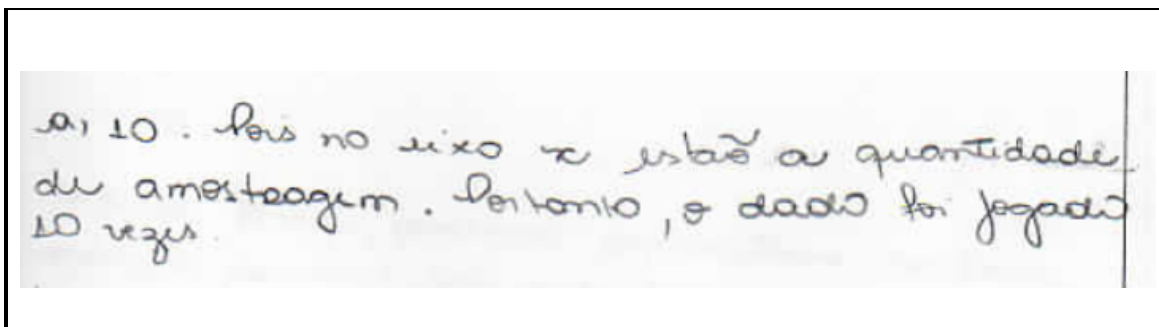 a, 10. Pois no eixo x estão a quantidade
de amostragem. Portanto, o dado foi jogado
10 vezes.